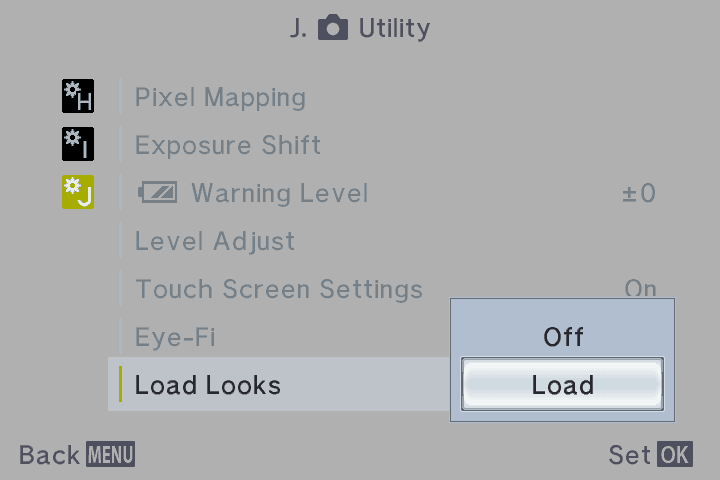 J. Utility
H
Pixel Mapping
I
Exposure Shift
J
Warning Level ±0
Level Adjust
Touch Screen Settings On
Eye-Fi
Off
Load Looks
Load
Back MENU
Set OK